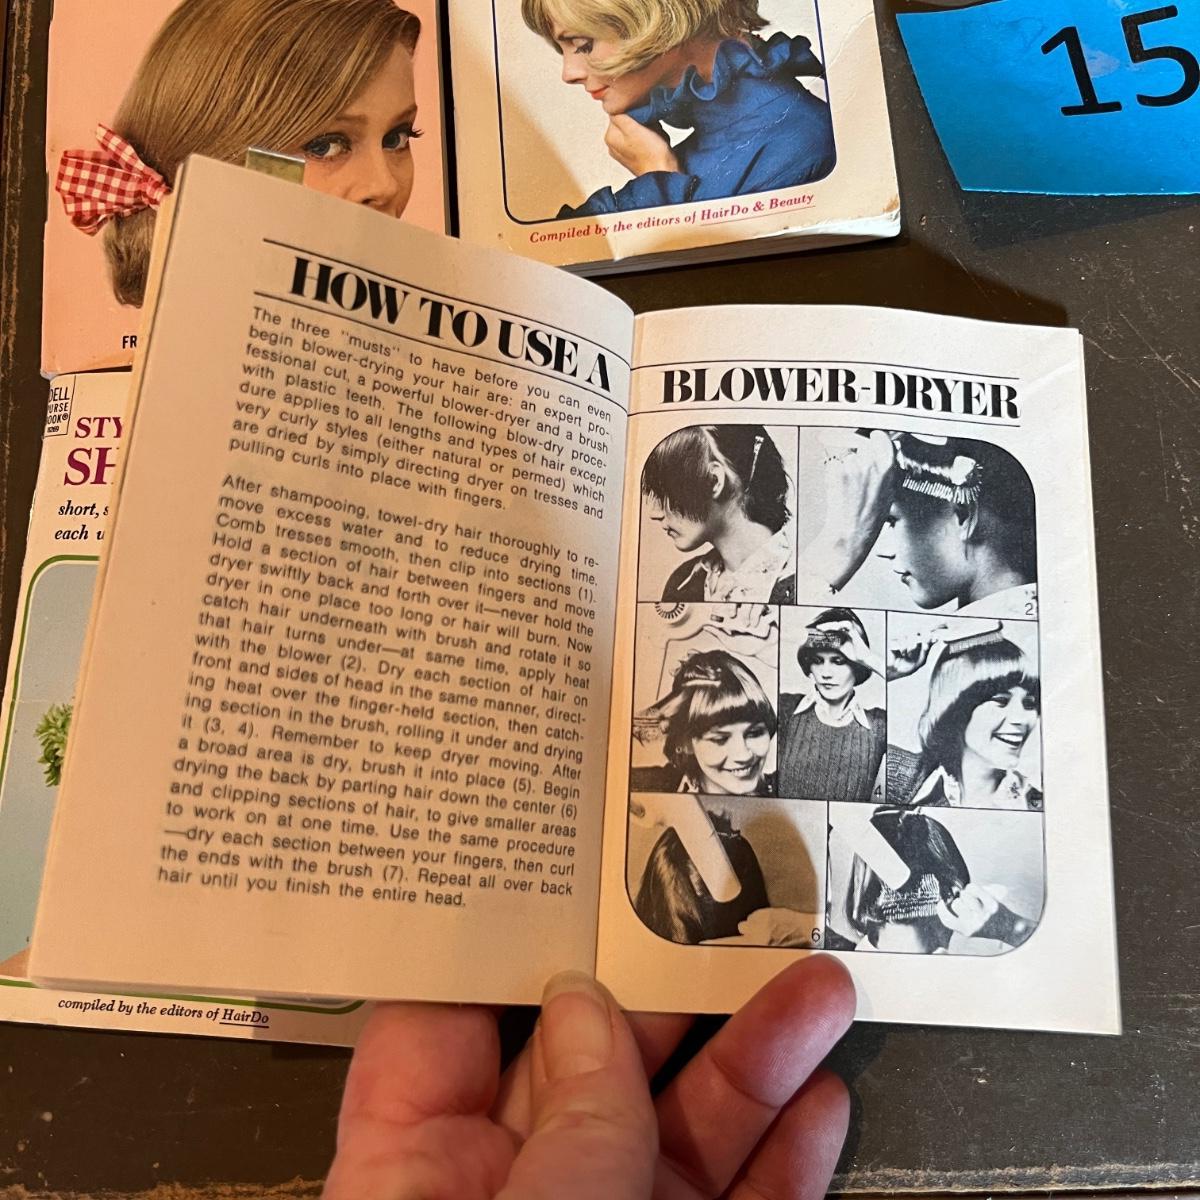 15
Compiled by the editors of HairDo & Beauty
FR
DELL
PURSE
BOOK®
STY
SH
short, s
each u
compiled by the editors of HairDo
HOW TO USE A
The three "musts" to have before you can even
begin blower-drying your hair are: an expert pro-
fessional cut, a powerful blower-dryer and a brush
with plastic teeth. The following blow-dry proce-
dure applies to all lengths and types of hair except
very curly styles (either natural or permed) which
are dried by simply directing dryer on tresses and
pulling curls into place with fingers.
After shampooing, towel-dry hair thoroughly to re-
move excess water and to reduce drying time.
Comb tresses smooth, then clip into sections (1).
Hold a section of hair between fingers and move
dryer swiftly back and forth over it—never hold the
dryer in one place too long or hair will burn. Now
catch hair underneath with brush and rotate it so
that hair turns under—at same time, apply heat
with the blower (2). Dry each section of hair on
front and sides of head in the same manner, direct-
ing heat over the finger-held section, then catch-
ing section in the brush, rolling it under and drying
it (3, 4). Remember to keep dryer moving. After
a broad area is dry, brush it into place (5). Begin
drying the back by parting hair down the center (6)
and clipping sections of hair, to give smaller areas
to work on at one time. Use the same procedure
—dry each section between your fingers, then curl
the ends with the brush (7). Repeat all over back
hair until you finish the entire head.
BLOWER-DRYER
2
4
6